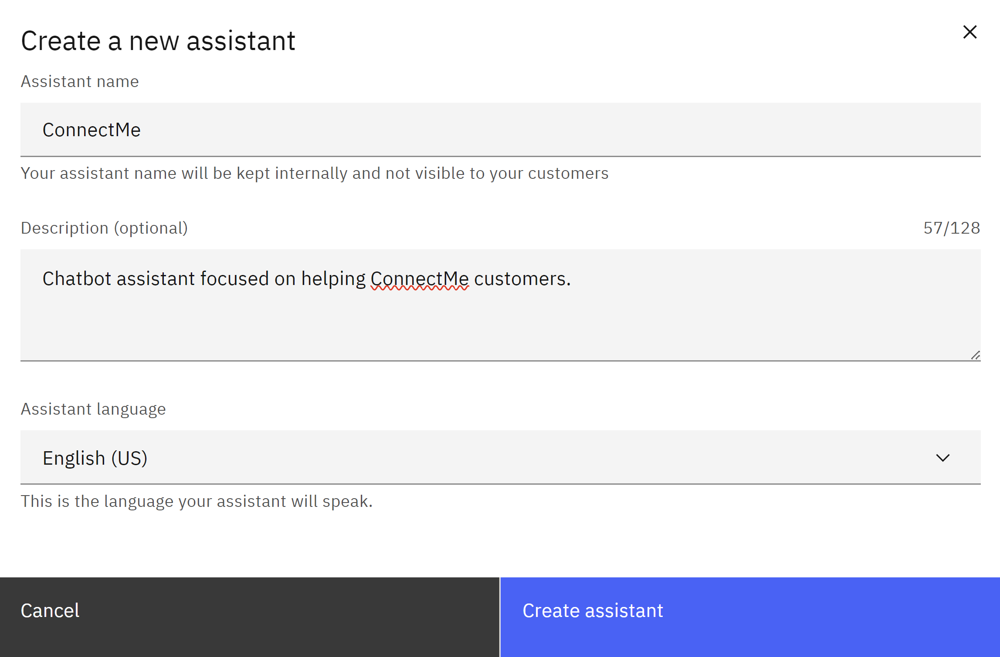 Create a new assistant
Assistant name
ConnectMe
Your assistant name will be kept internally and not visible to your customers
Description (optional) 57/128
Chatbot assistant focused on helping ConnectMe customers.
Assistant language
English (US)
This is the language your assistant will speak.
Cancel Create assistant